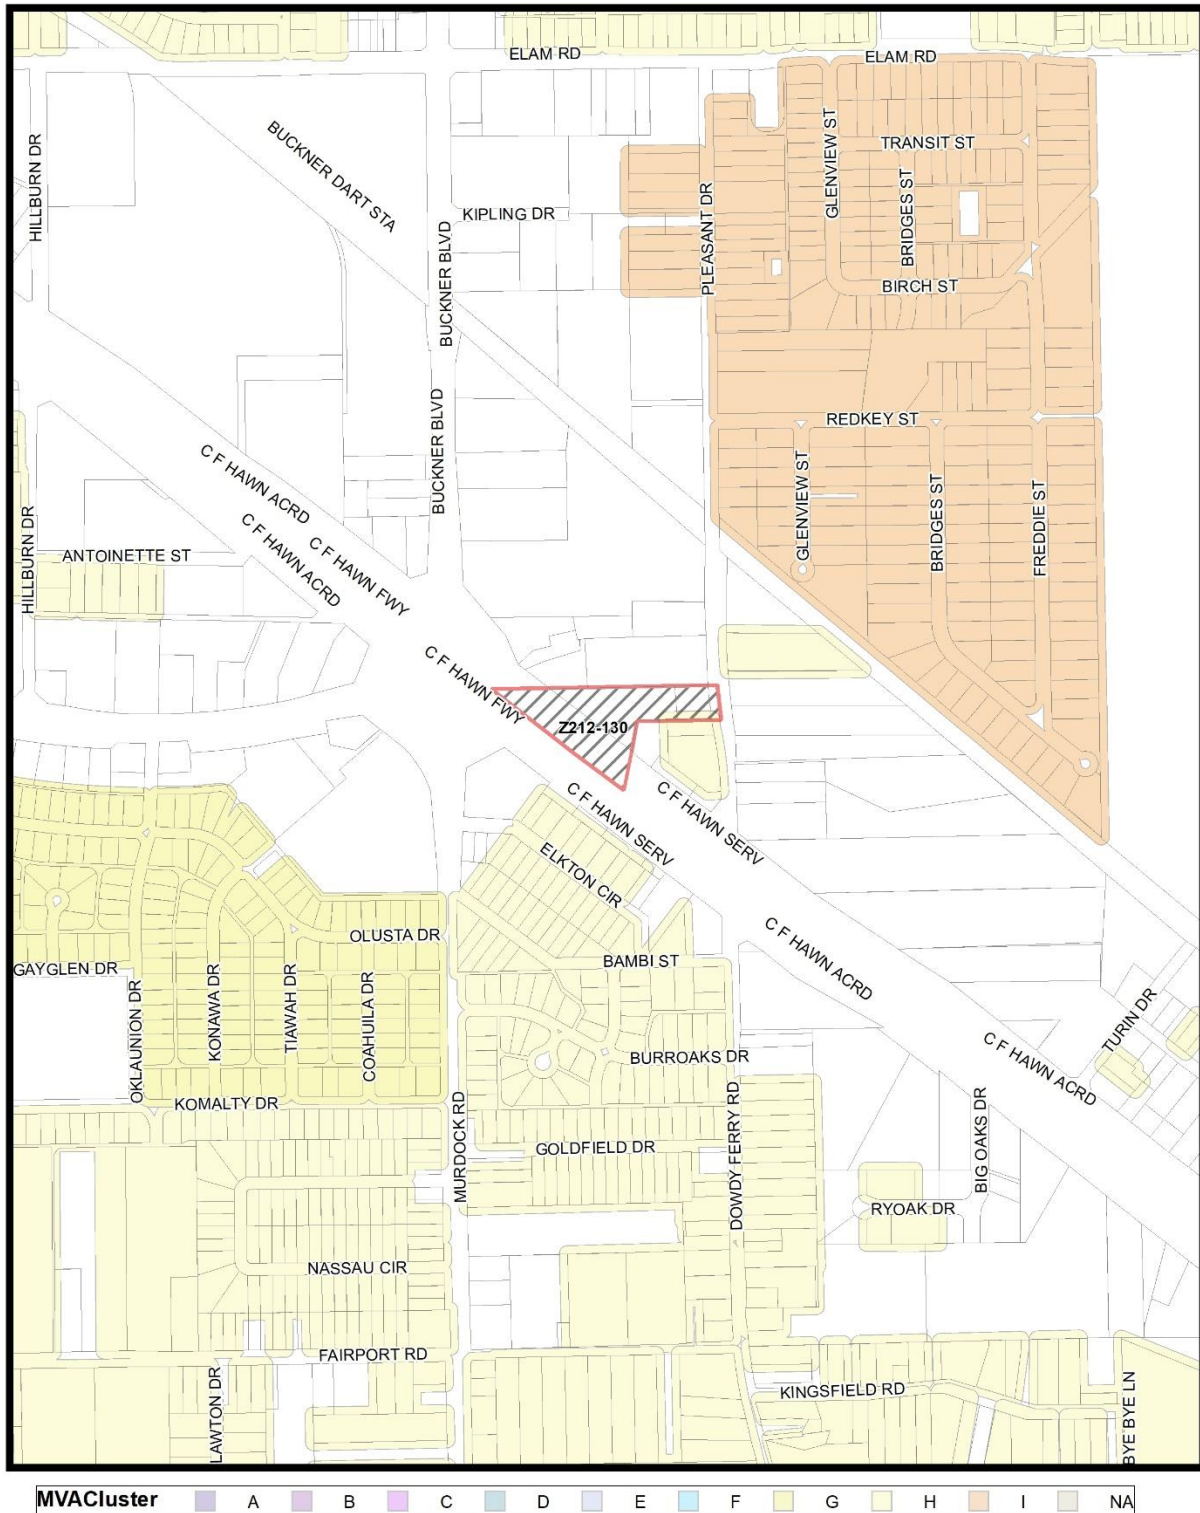 ELAM RD
ELAM RD
HILLBURN DR
BUCKNER DART STA
GLENVIEW ST
TRANSIT ST
BRIDGES ST
PLEASANT DR
KIPLING DR
BUCKNER BLVD
BIRCH ST
BUCKNER BLVD
REDKEY ST
C F HAWN ACRD
GLENVIEW ST
BRIDGES ST
FREDDIE ST
C F HAWN ACRD
C F HAWN FWY
HILLBURN DR
ANTOINETTE ST
C F HAWN FWY
Z212-130
C F HAWN SERV
C F HAWN SERV
ELKTON CIR
OLUSTA DR
BAMBI ST
C F HAWN ACRD
GAYGLEN DR
OKLAUNION DR
KONAWA DR
TIAWAH DR
COAHUILA DR
TURIN DR
BURROAKS DR
C F HAWN ACRD
KOMALTY DR
MURDOCK RD
GOLDFIELD DR
DOWDY FERRY RD
BIG OAKS DR
RYOAK DR
NASSAU CIR
FAIRPORT RD
LAWTON DR
KINGSFIELD RD
BYE BYE LN
MVACluster A B C D E F G H I NA